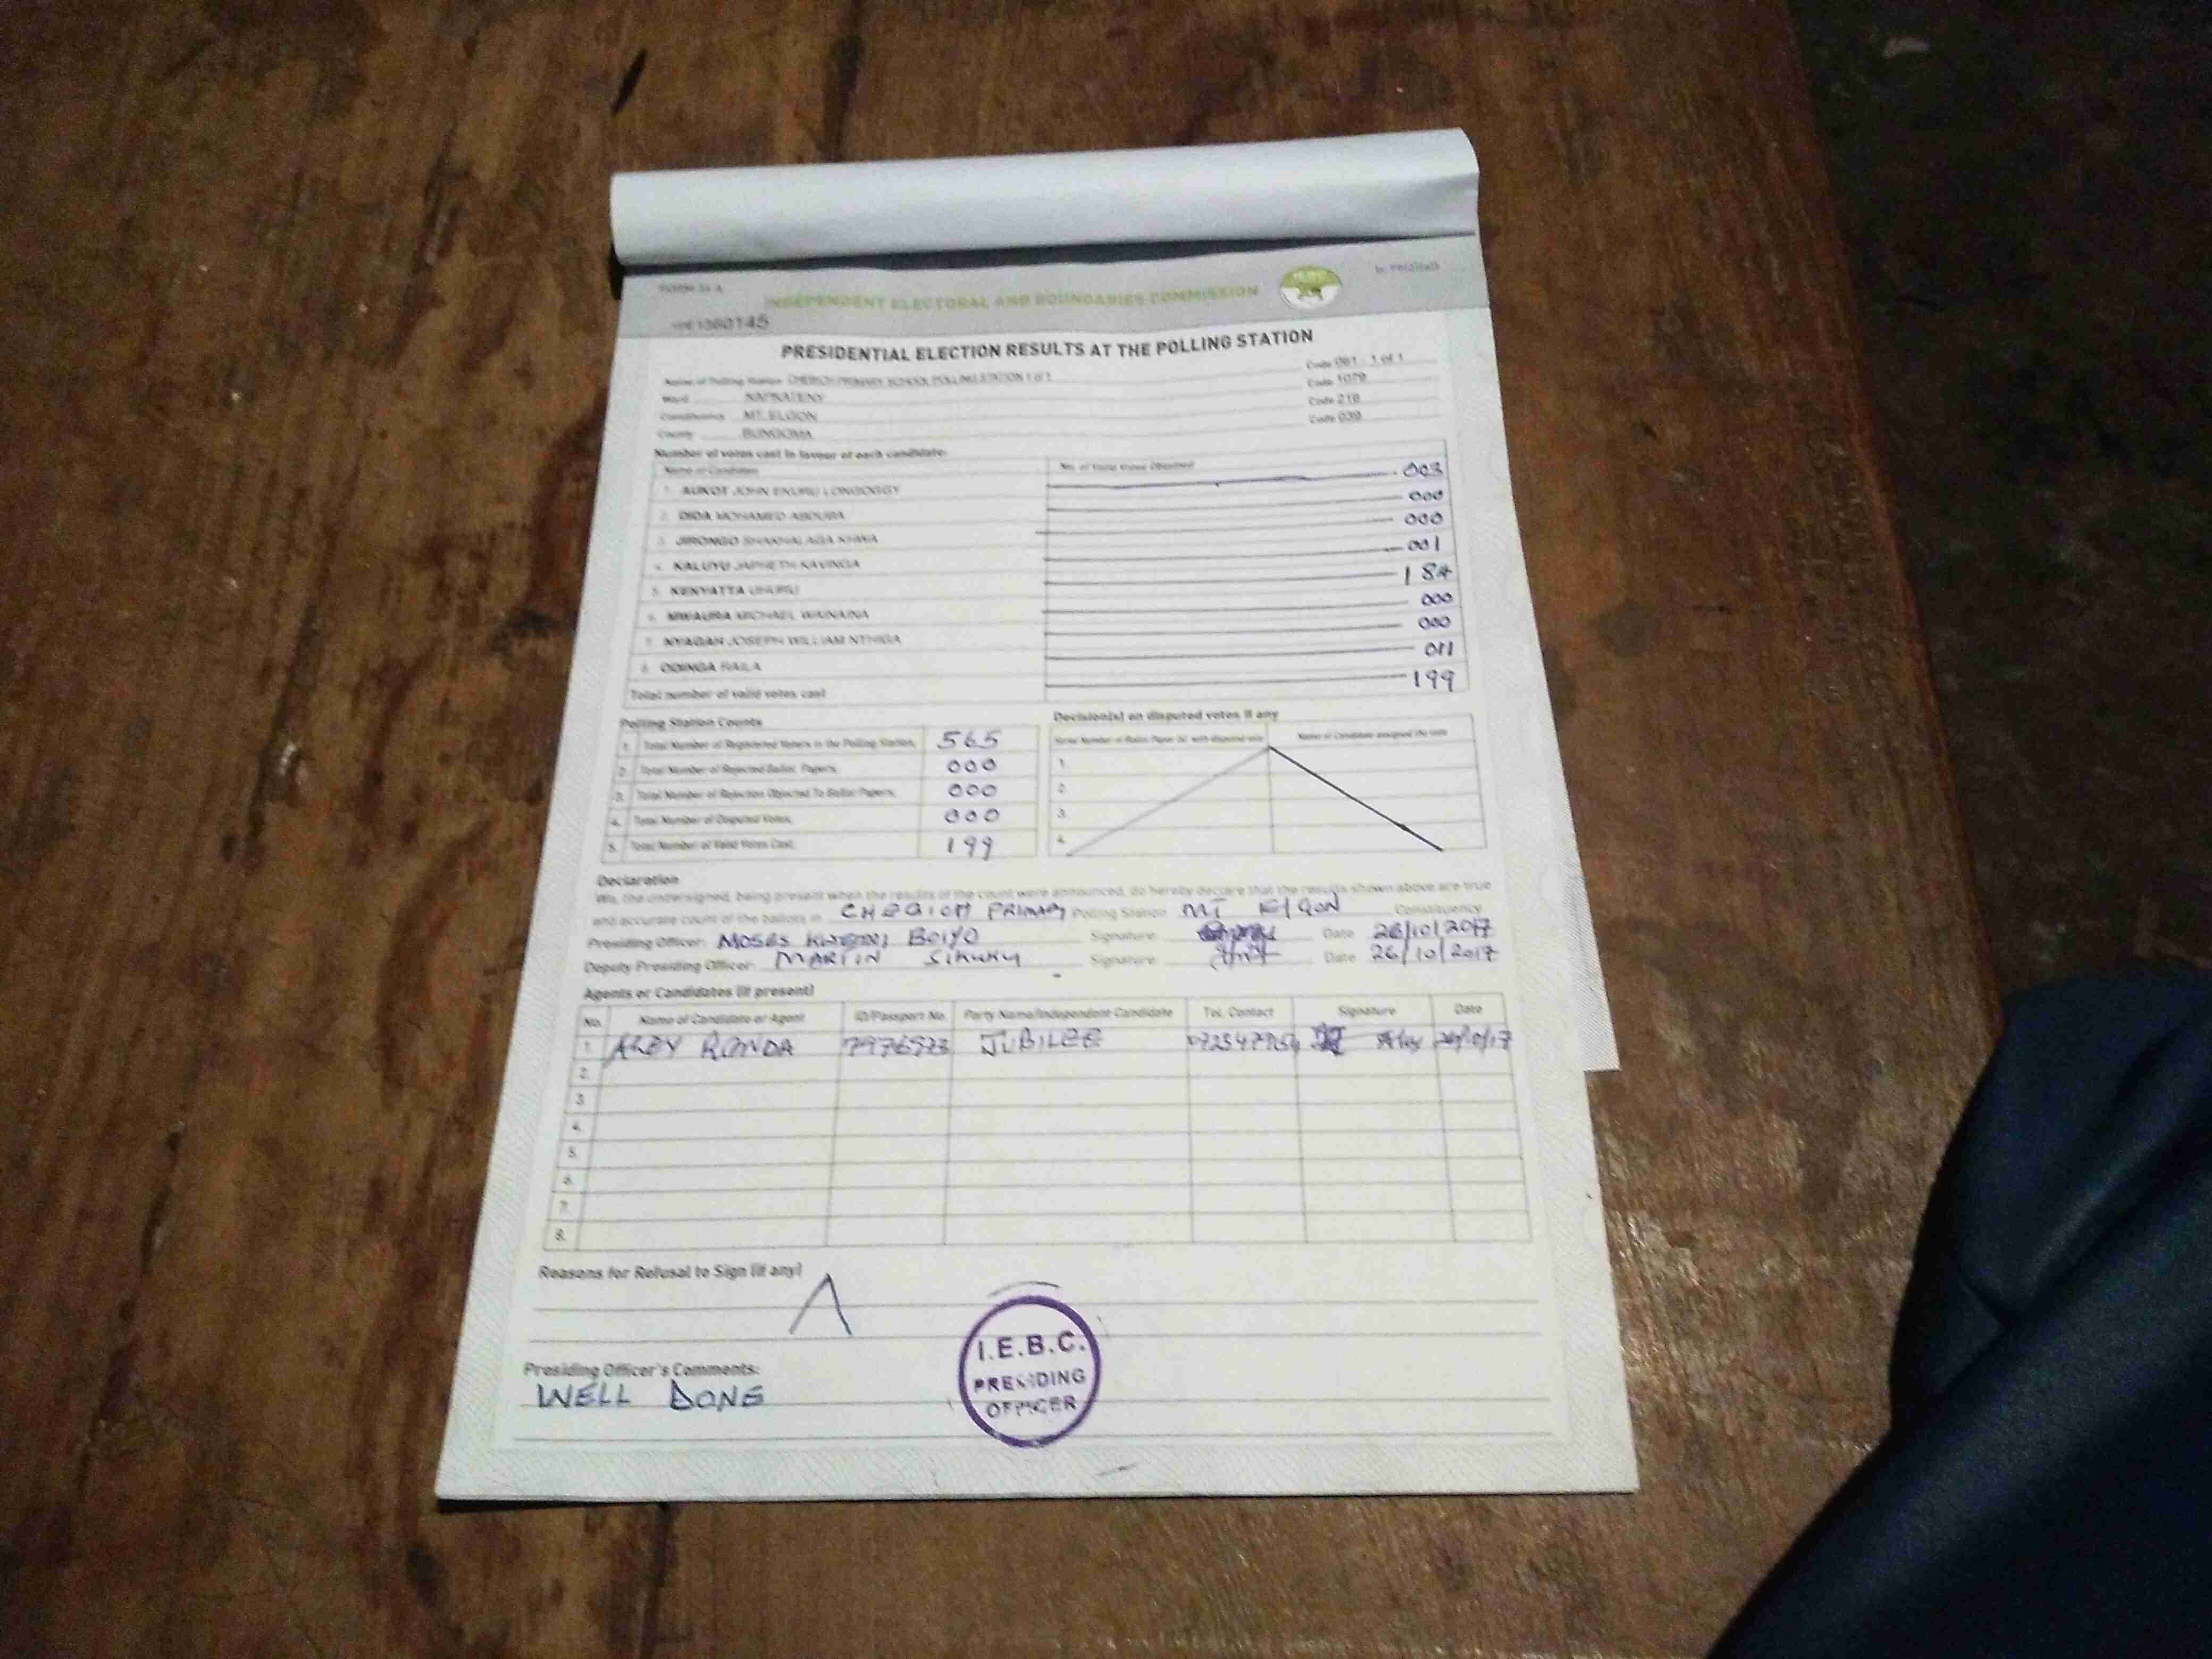 FORM 34 A
INDEPENDENT ELECTORAL AND BOUNDARIES COMMISSION
PRESIDENTIAL ELECTION RESULTS AT THE POLLING STATION
Name of Polling Station PRIMARY SCHOOL POLLING STATION 1 of 1 Code 061 - 1 of 1
Ward KAPKATENY Code 1079
Constituency MT. ELGON Code 216
County BUNGOMA Code 039
Number of votes cast in favour of each candidate:
Name of Candidate No. of Valid Votes Obtained
1. AUKOT JOHN EKURU LONGOGGY 003
2. DIDA MOHAMED ABDUBA 000
3. JIRONGO SHAKHALAGA KHWA 000
4. KALUYU JAPHETH KAVINGA 001
5. KENYATTA UHURU 184
6. MWAURA MICHAEL WAINAINA 000
7. NYAGAH JOSEPH WILLIAM NTHIGA 000
8. ODINGA RAILA 011
Total number of valid votes cast 199
Polling Station Counts
1. Total Number of Registered Voters in the Polling Station, 565
2. Total Number of Rejected Ballot Papers, 000
3. Total Number of Rejection Objected To Ballot Papers, 000
4. Total Number of Disputed Votes, 000
5. Total Number of Valid Votes Cast, 199
Decision(s) on disputed votes if any
Serial Number of Ballot Paper (s) with disputed vote Name of Candidate assigned the vote
1.
2.
3.
4.
Declaration
We, the undersigned, being present when the results of the count were announced, do hereby declare that the results shown above are true
and accurate count of the ballots in PRIMARY Polling Station MT ELGON Constituency
Presiding Officer: MOSES BOIYO Signature: Date 26/10/2017
Deputy Presiding Officer: MARTIN SIKUKU Signature: Date 26/10/2017
Agents or Candidates (if present)
No. Name of Candidate or Agent ID/Passport No. Party Name/Independent Candidate Tel. Contact Signature Date
1. RONDA JUBILEE 26/10/17
2.
3.
4.
5.
6.
7.
8.
Reasons for Refusal to Sign (if any)
I.E.B.C.
PRESIDING
OFFICER
Presiding Officer's Comments:
WELL DONE